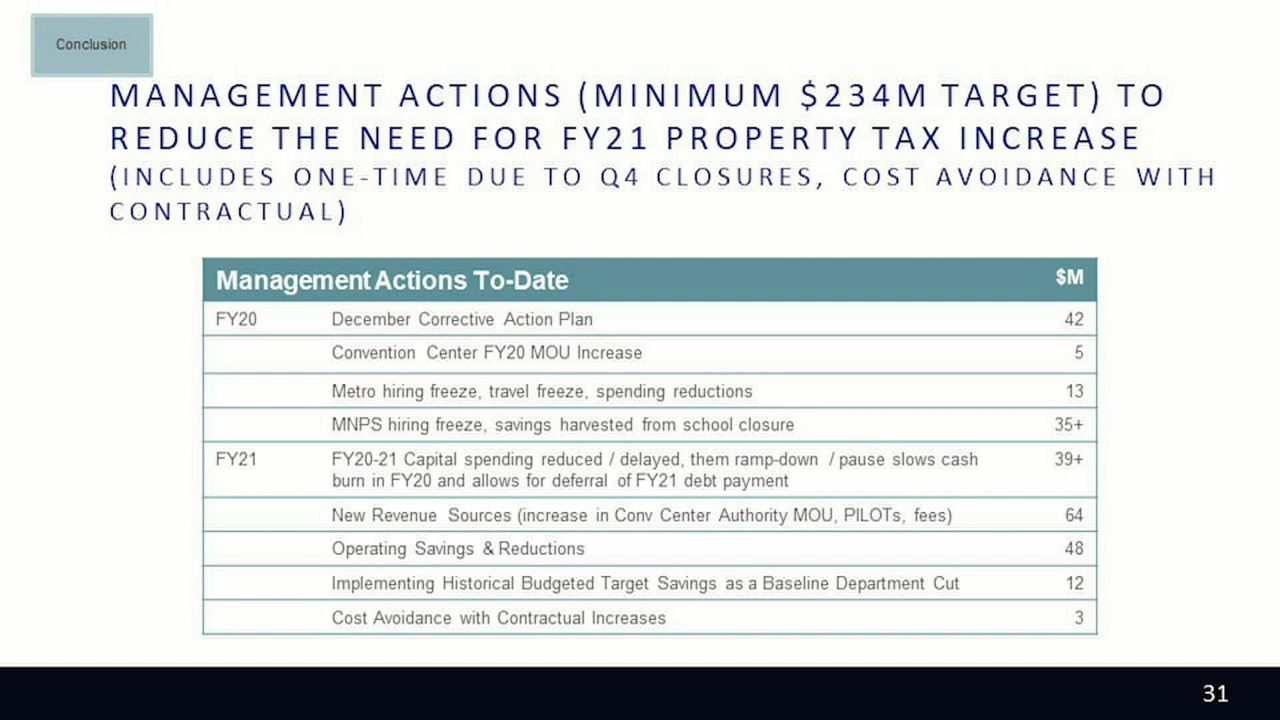 Conclusion
MANAGEMENT ACTIONS (MINIMUM $234M TARGET) TO
REDUCE THE NEED FOR FY21 PROPERTY TAX INCREASE
(INCLUDES ONE-TIME DUE TO Q4 CLOSURES, COST AVOIDANCE WITH
CONTRACTUAL)
Management Actions To-Date $M
FY20 December Corrective Action Plan 42
Convention Center FY20 MOU Increase 5
Metro hiring freeze, travel freeze, spending reductions 13
MNPS hiring freeze, savings harvested from school closure 35+
FY21 FY20-21 Capital spending reduced / delayed, them ramp-down / pause slows cash 39+
burn in FY20 and allows for deferral of FY21 debt payment
New Revenue Sources (increase in Conv Center Authority MOU, PILOTs, fees) 64
Operating Savings & Reductions 48
Implementing Historical Budgeted Target Savings as a Baseline Department Cut 12
Cost Avoidance with Contractual Increases 3
31